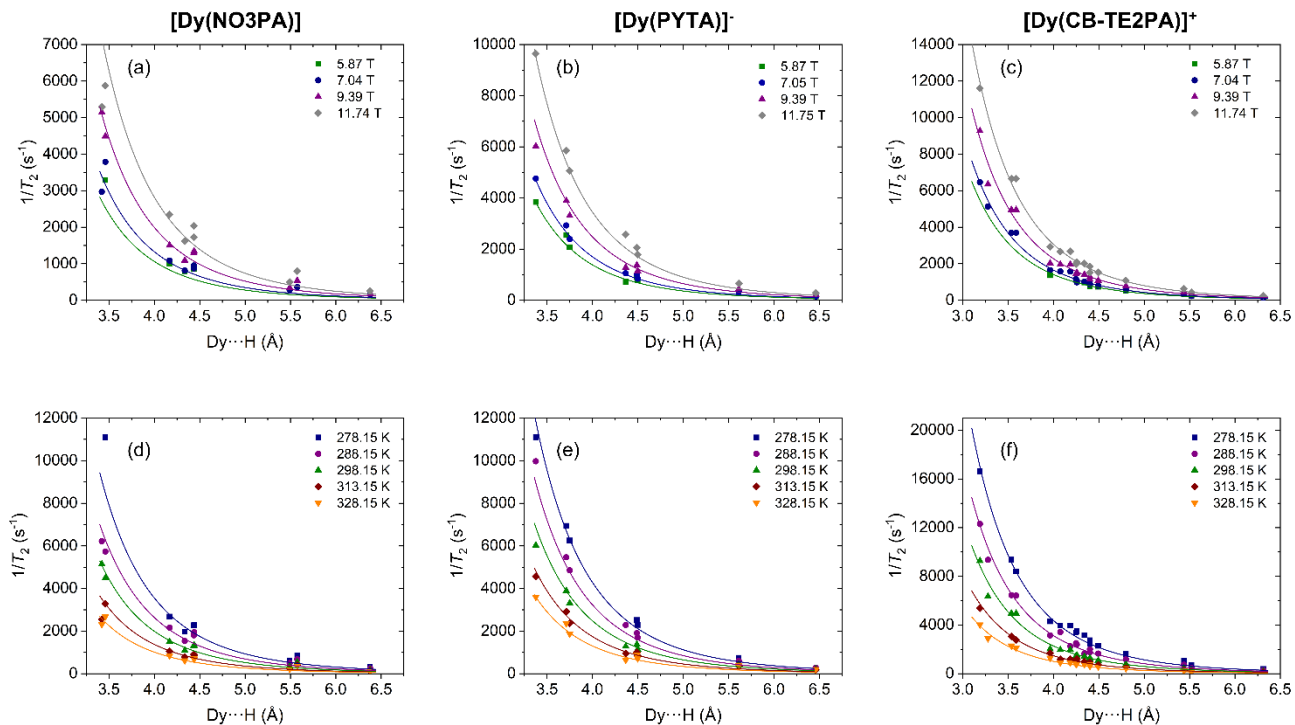 [Dy(NO3PA)]
[Dy(PYTA)]-
[Dy(CB-TE2PA)]+
(a)
5.87 T
7.04 T
9.39 T
11.74 T
1/T2 (s-1)
7000
6000
5000
4000
3000
2000
1000
0
3.5 4.0 4.5 5.0 5.5 6.0 6.5
Dy···H (Å)
(b)
5.87 T
7.05 T
9.39 T
11.75 T
1/T2 (s-1)
10000
8000
6000
4000
2000
0
3.5 4.0 4.5 5.0 5.5 6.0 6.5
Dy···H (Å)
(c)
5.87 T
7.04 T
9.39 T
11.74 T
1/T2 (s-1)
14000
12000
10000
8000
6000
4000
2000
0
3.0 3.5 4.0 4.5 5.0 5.5 6.0 6.5
Dy···H (Å)
(d)
278.15 K
288.15 K
298.15 K
313.15 K
328.15 K
1/T2 (s-1)
12000
10000
8000
6000
4000
2000
0
3.5 4.0 4.5 5.0 5.5 6.0 6.5
Dy···H (Å)
(e)
278.15 K
288.15 K
298.15 K
313.15 K
328.15 K
1/T2 (s-1)
12000
10000
8000
6000
4000
2000
0
3.5 4.0 4.5 5.0 5.5 6.0 6.5
Dy···H (Å)
(f)
278.15 K
288.15 K
298.15 K
313.15 K
328.15 K
1/T2 (s-1)
20000
16000
12000
8000
4000
0
3.0 3.5 4.0 4.5 5.0 5.5 6.0 6.5
Dy···H (Å)